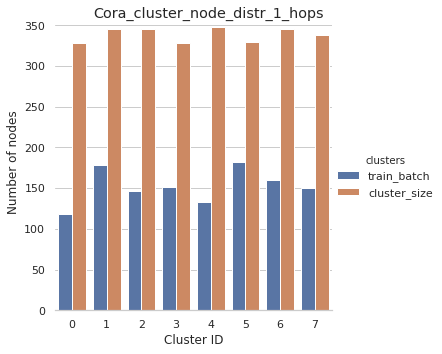 Cora_cluster_node_distr_1_hops
350
300
250
200
150
100
50
0
Number of nodes
0 1 2 3 4 5 6 7
Cluster ID
clusters
train_batch
cluster_size